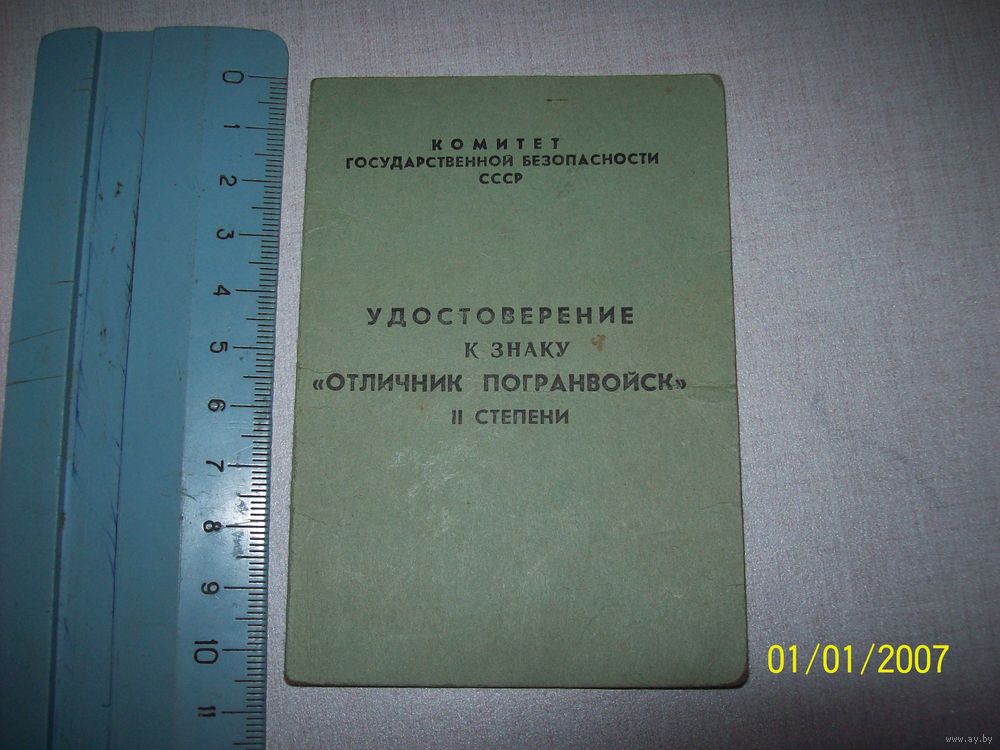 0
1
2
3
4
5
6
7
8
9
10
11
КОМИТЕТ
ГОСУДАРСТВЕННОЙ БЕЗОПАСНОСТИ
СССР
УДОСТОВЕРЕНИЕ
К ЗНАКУ
«ОТЛИЧНИК ПОГРАНВОЙСК»
II СТЕПЕНИ
01/01/2007
www.ay.by